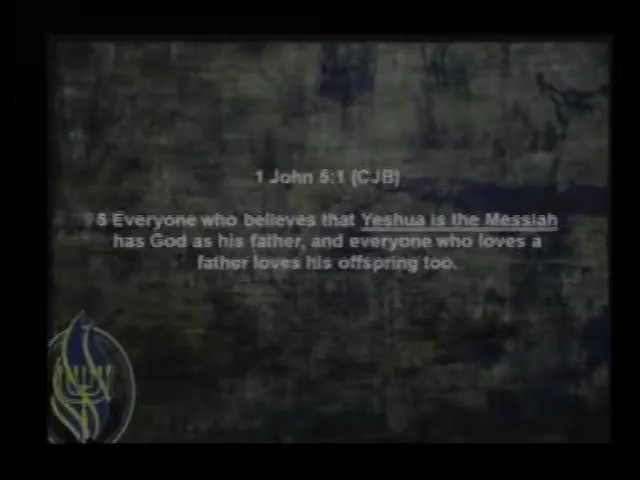 1 John 5:1 (CJB)
5 Everyone who believes that Yeshua is the Messiah
has God as his father, and everyone who loves a
father loves his offspring too.